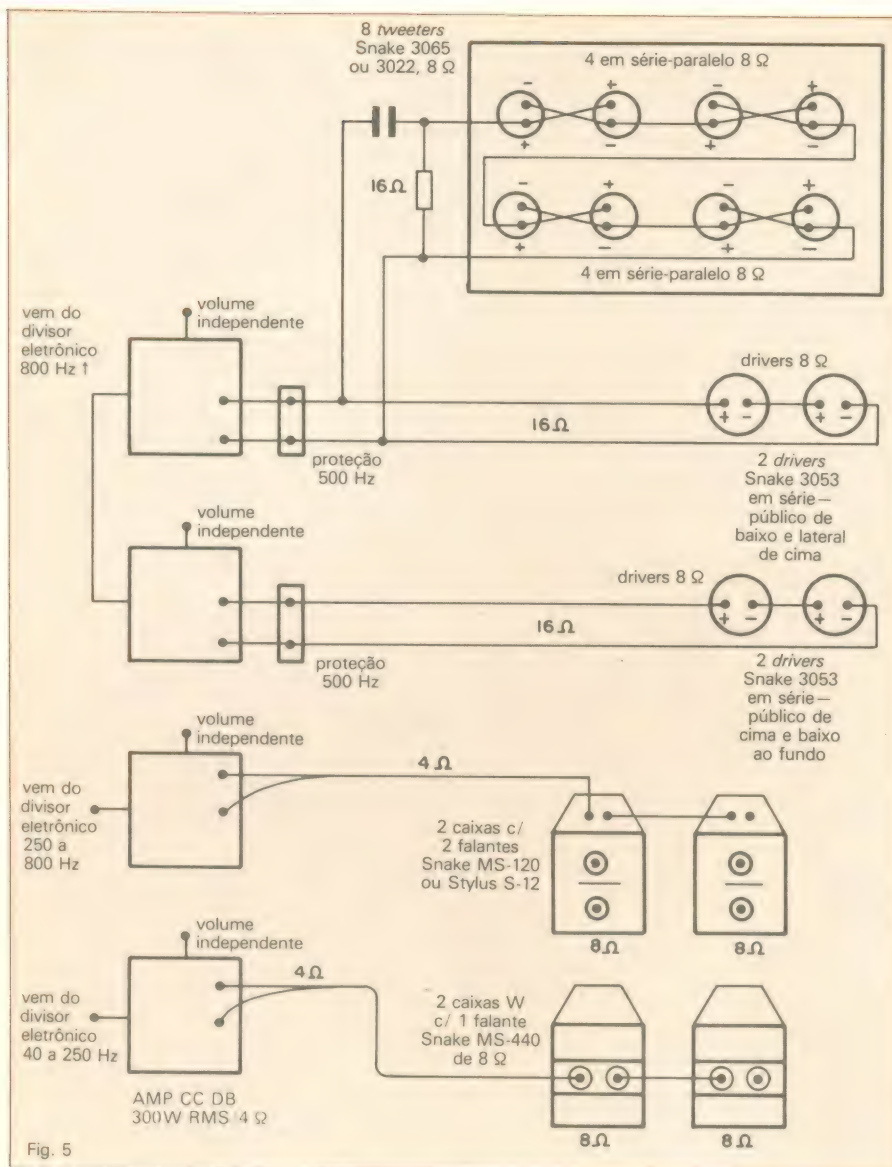 8 tweeters
Snake 3065
ou 3022, 8 Ω
4 em série-paralelo 8 Ω
- + - +
+ - + -
16 Ω
- + - +
+ - + -
4 em série-paralelo 8 Ω
vem do
divisor
eletrônico
800 Hz ↑
volume
independente
proteção
500 Hz
16 Ω
drivers 8 Ω
+ - + -
2 drivers
Snake 3053
em série—
público de
baixo e lateral
de cima
volume
independente
proteção
500 Hz
16 Ω
drivers 8 Ω
+ - + -
2 drivers
Snake 3053
em série—
público de
cima e baixo
ao fundo
volume
independente
vem do
divisor
eletrônico
250 a
800 Hz
4 Ω
2 caixas c/
2 falantes
Snake MS-120
ou Stylus S-12
8 Ω
8 Ω
volume
independente
vem do
divisor
eletrônico
40 a 250 Hz
4 Ω
2 caixas W
c/ 1 falante
Snake MS-440
de 8 Ω
AMP CC DB
300W RMS 4 Ω
8 Ω
8 Ω
Fig. 5